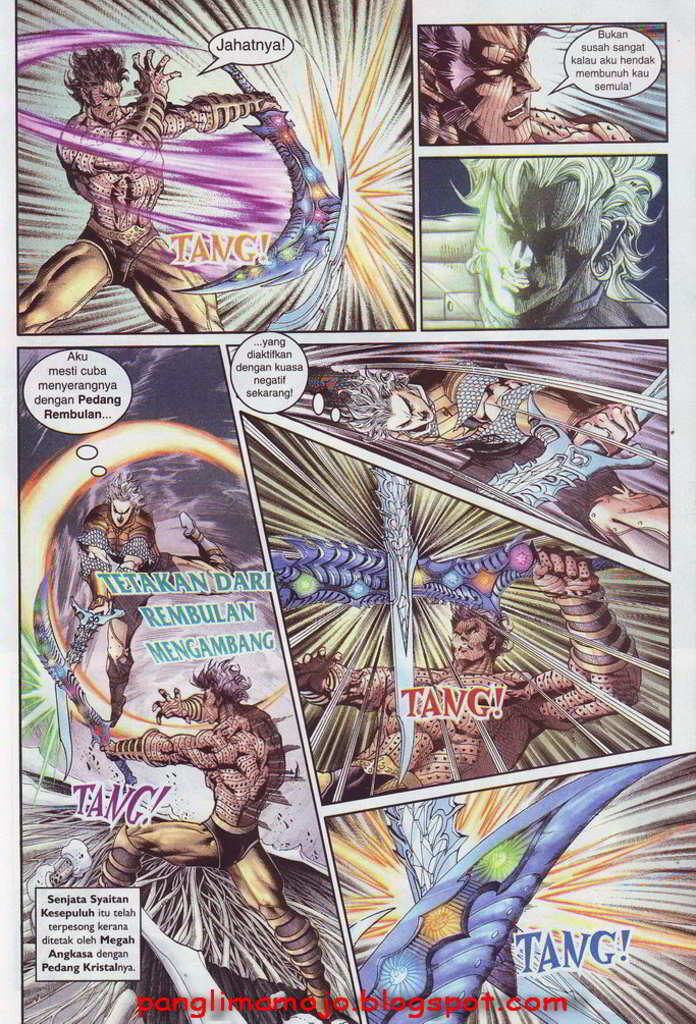 Jahatnya!
TANG!
Bukan
susah sangat
kalau aku hendak
membunuh kau
semula!
Aku
mesti cuba
menyerangnya
dengan Pedang
Rembulan...
...yang
diaktifkan
dengan kuasa
negatif
sekarang!
TETAKAN DARI
REMBULAN
MENGAMBANG
TANG!
TANG!
Senjata Syaitan
Kesepuluh itu telah
terpesong kerana
ditetak oleh Megah
Angkasa dengan
Pedang Kristalnya.
TANG!
panglimamojo.blogspot.com